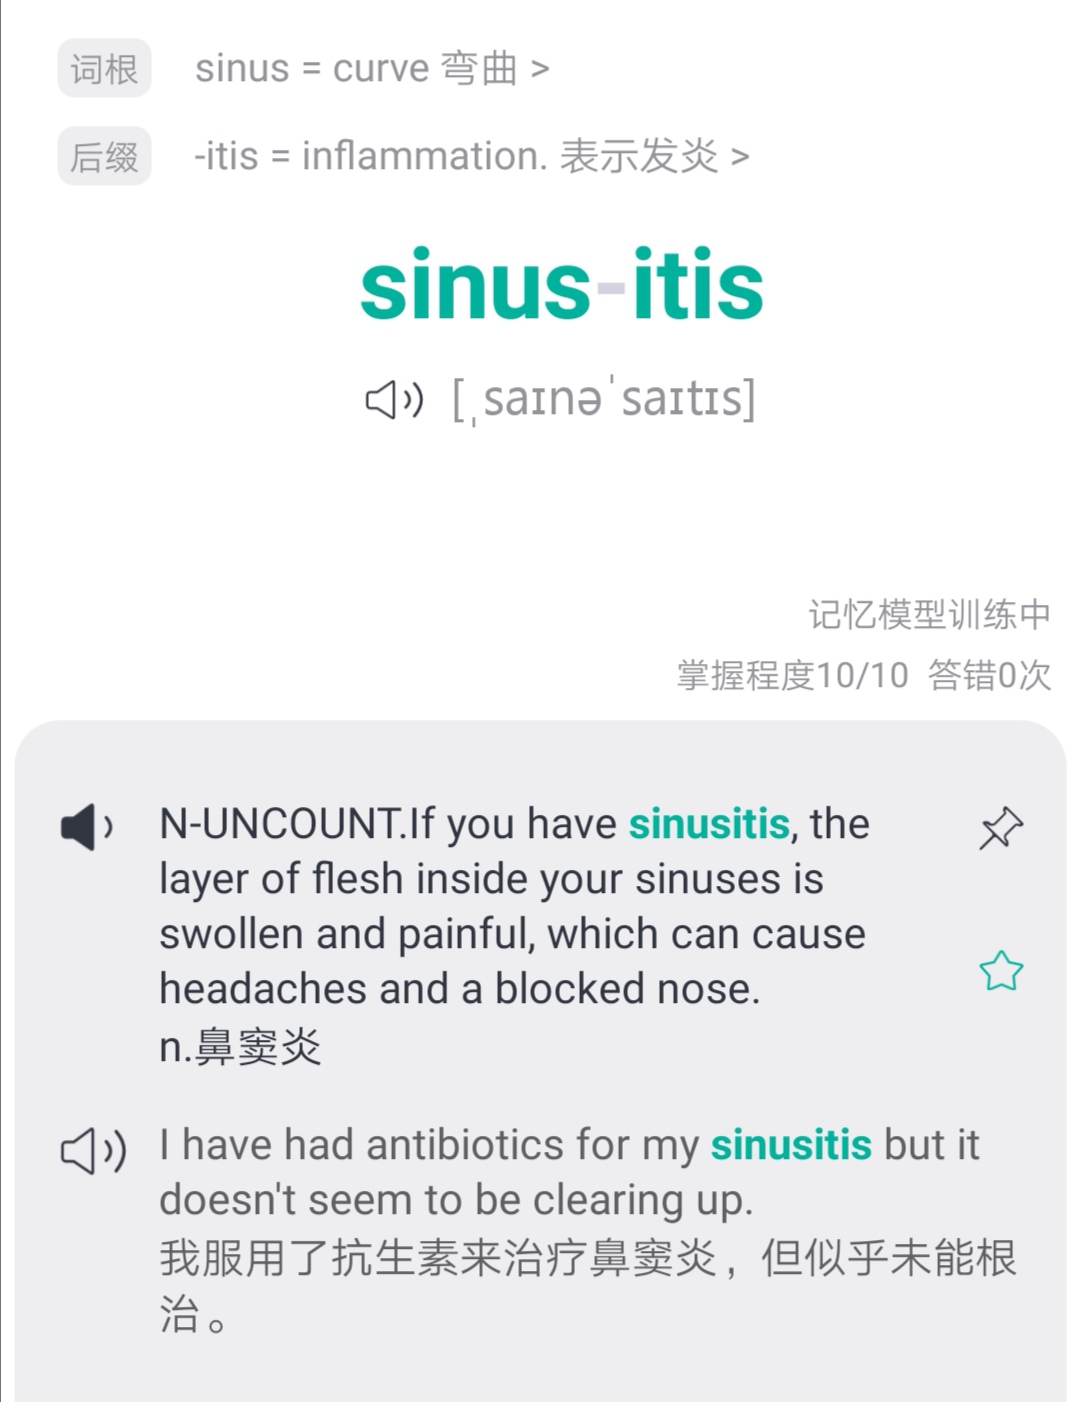 词根 sinus = curve 弯曲 >
后缀 -itis = inflammation. 表示发炎 >
sinus-itis
[ˌsaɪnəˈsaɪtɪs]
记忆模型训练中
掌握程度10/10 答错0次
N-UNCOUNT.If you have sinusitis, the
layer of flesh inside your sinuses is
swollen and painful, which can cause
headaches and a blocked nose.
n.鼻窦炎
I have had antibiotics for my sinusitis but it
doesn't seem to be clearing up.
我服用了抗生素来治疗鼻窦炎，但似乎未能根
治。